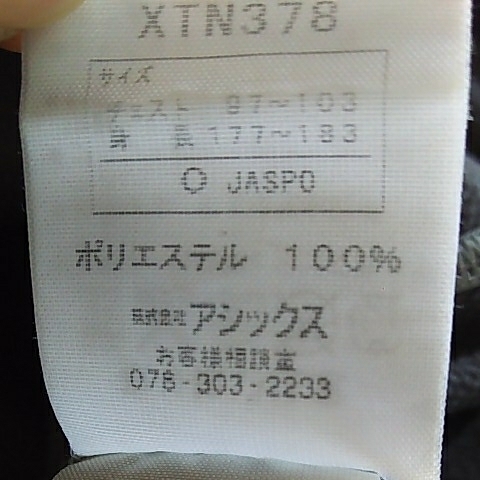 XTN378
サイズ
チェスト 97～103
身 長 177～183
O JASPO
ポリエステル 100%
株式会社アシックス
お客様相談室
078-303-2233